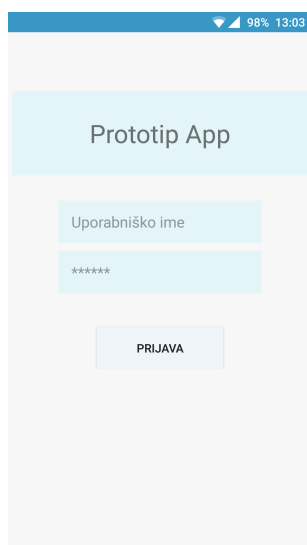 98% 13:03
Prototip App
Uporabniško ime
******
PRIJAVA